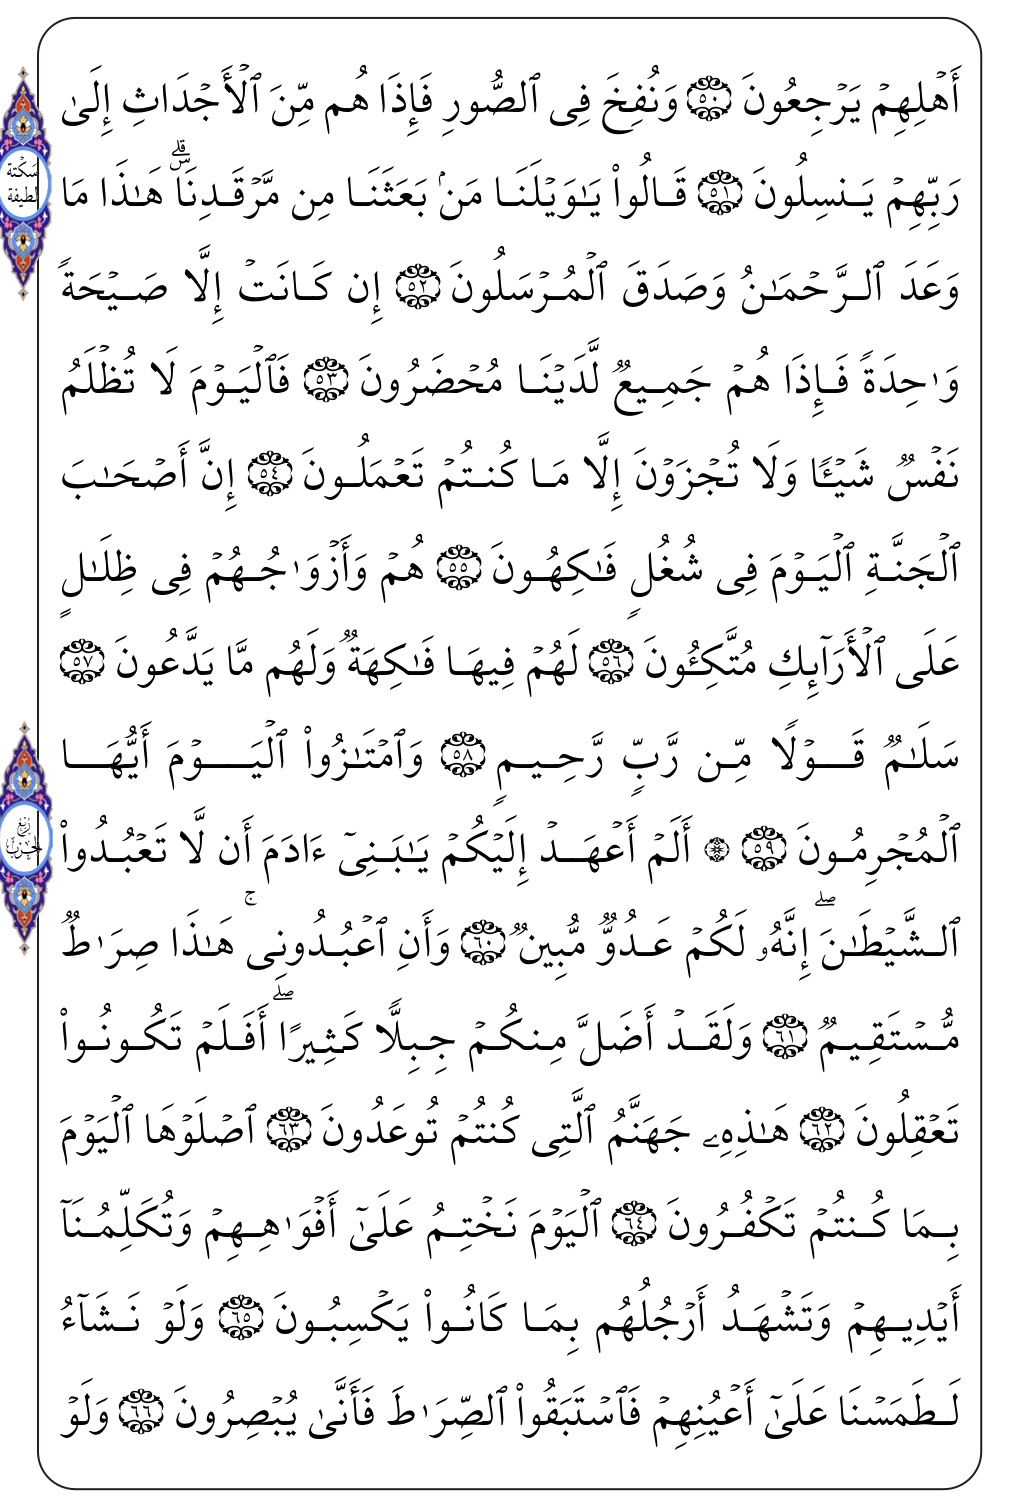 أَهۡلِهِمۡ يَرۡجِعُونَ ٥٠ وَنُفِخَ فِى ٱلصُّورِ فَإِذَا هُم مِّنَ ٱلۡأَجۡدَاثِ إِلَىٰ
سَكۡتة
لطيفة
رَبِّهِمۡ يَنسِلُونَ ٥١ قَالُوا۟ يَـٰوَيۡلَنَا مَنۢ بَعَثَنَا مِن مَّرۡقَدِنَاۜ ۗ هَـٰذَا مَا
وَعَدَ ٱلرَّحۡمَـٰنُ وَصَدَقَ ٱلۡمُرۡسَلُونَ ٥٢ إِن كَانَتۡ إِلَّا صَيۡحَةً
وَٰحِدَةً فَإِذَا هُمۡ جَمِيعٌ لَّدَيۡنَا مُحۡضَرُونَ ٥٣ فَٱلۡيَوۡمَ لَا تُظۡلَمُ
نَفۡسٌ شَيۡـًٔا وَلَا تُجۡزَوۡنَ إِلَّا مَا كُنتُمۡ تَعۡمَلُونَ ٥٤ إِنَّ أَصۡحَـٰبَ
ٱلۡجَنَّةِ ٱلۡيَوۡمَ فِى شُغُلٍ فَـٰكِهُونَ ٥٥ هُمۡ وَأَزۡوَٰجُهُمۡ فِى ظِلَـٰلٍ
عَلَى ٱلۡأَرَآئِكِ مُتَّكِـُٔونَ ٥٦ لَهُمۡ فِيهَا فَـٰكِهَةٌ وَلَهُم مَّا يَدَّعُونَ ٥٧
سَلَـٰمٌ قَوۡلًا مِّن رَّبٍّ رَّحِيمٍ ٥٨ وَٱمۡتَـٰزُوا۟ ٱلۡيَوۡمَ أَيُّهَا
ٱلۡمُجۡرِمُونَ ٥٩ ۞ أَلَمۡ أَعۡهَدۡ إِلَيۡكُمۡ يَـٰبَنِىٓ ءَادَمَ أَن لَّا تَعۡبُدُوا۟
رُبع
الحزب
ٱلشَّيۡطَـٰنَۖ إِنَّهُۥ لَكُمۡ عَدُوٌّ مُّبِينٌ ٦٠ وَأَنِ ٱعۡبُدُونِىۚ هَـٰذَا صِرَٰطٌ
مُّسۡتَقِيمٌ ٦١ وَلَقَدۡ أَضَلَّ مِنكُمۡ جِبِلًّا كَثِيرًاۖ أَفَلَمۡ تَكُونُوا۟
تَعۡقِلُونَ ٦٢ هَـٰذِهِۦ جَهَنَّمُ ٱلَّتِى كُنتُمۡ تُوعَدُونَ ٦٣ ٱصۡلَوۡهَا ٱلۡيَوۡمَ
بِمَا كُنتُمۡ تَكۡفُرُونَ ٦٤ ٱلۡيَوۡمَ نَخۡتِمُ عَلَىٰٓ أَفۡوَٰهِهِمۡ وَتُكَلِّمُنَآ
أَيۡدِيهِمۡ وَتَشۡهَدُ أَرۡجُلُهُم بِمَا كَانُوا۟ يَكۡسِبُونَ ٦٥ وَلَوۡ نَشَآءُ
لَطَمَسۡنَا عَلَىٰٓ أَعۡيُنِهِمۡ فَٱسۡتَبَقُوا۟ ٱلصِّرَٰطَ فَأَنَّىٰ يُبۡصِرُونَ ٦٦ وَلَوۡ